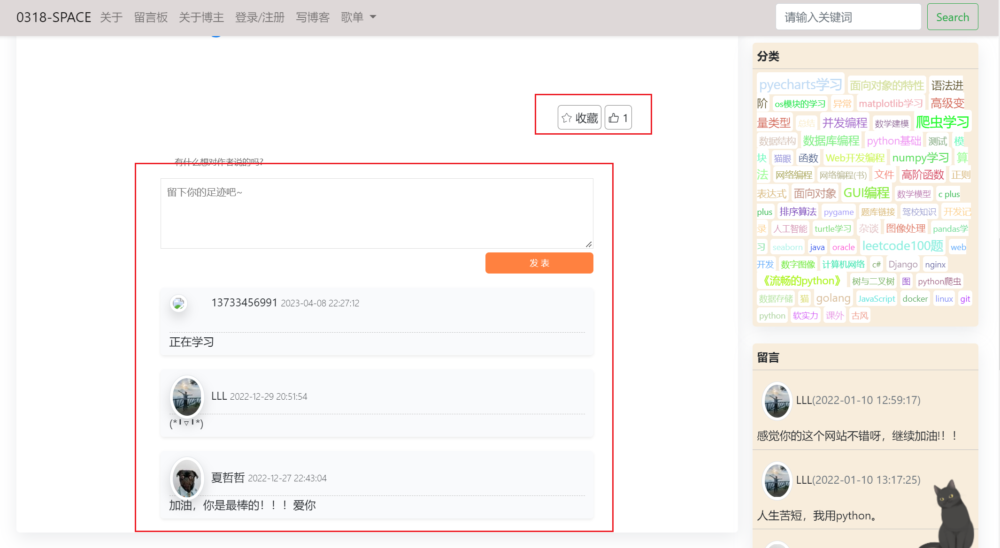 0318-SPACE 关于 留言板 关于博主 登录/注册 写博客 歌单 请输入关键词 Search
收藏 1
有什么想对作者说的吗?
留下你的足迹吧~
发 表
13733456991 2023-04-08 22:27:12
正在学习
LLL 2022-12-29 20:51:54
(*╹▽╹*)
夏哲哲 2022-12-27 22:43:04
加油，你是最棒的！！！爱你
分类
pyecharts学习 面向对象的特性 语法进
阶 os模块的学习 异常 matplotlib学习 高级变
量类型 总结 并发编程 数学建模 爬虫学习
数据结构 数据库编程 python基础 测试 模
块 猫眼 函数 Web开发编程 numpy学习 算
法 网络编程 网络编程(书) 文件 高阶函数 正则
表达式 面向对象 GUI编程 数学模型 c plus
plus 排序算法 pygame 题库链接 驾校知识 开发记
录 人工智能 turtle学习 杂谈 图像处理 pandas学
习 seaborn java oracle leetcode100题 web
开发 数字图像 计算机网络 c# Django nginx
《流畅的python》 树与二叉树 图 python爬虫
数据存储 猫 golang JavaScript docker linux git
python 软实力 课外 古风
留言
LLL(2022-01-10 12:59:17)
感觉你的这个网站不错呀，继续加油!！！
LLL(2022-01-10 13:17:25)
人生苦短，我用python。